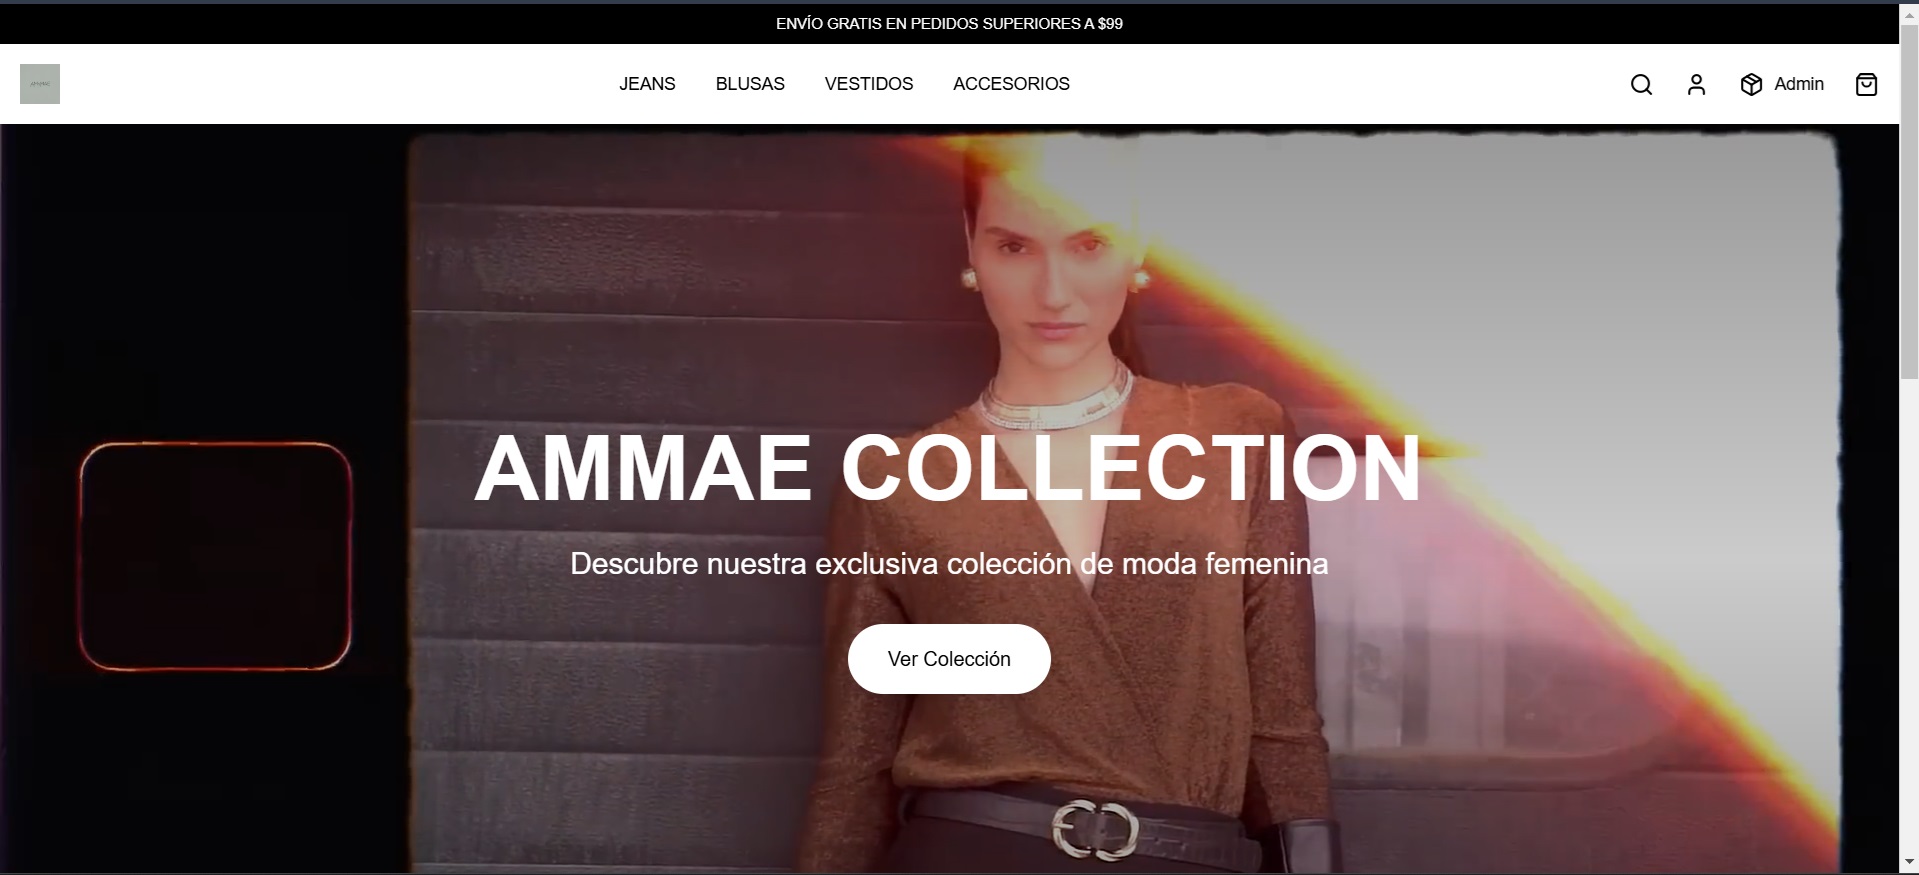 ENVÍO GRATIS EN PEDIDOS SUPERIORES A $99
JEANS BLUSAS VESTIDOS ACCESORIOS Admin
AMMAE COLLECTION
Descubre nuestra exclusiva colección de moda femenina
Ver Colección